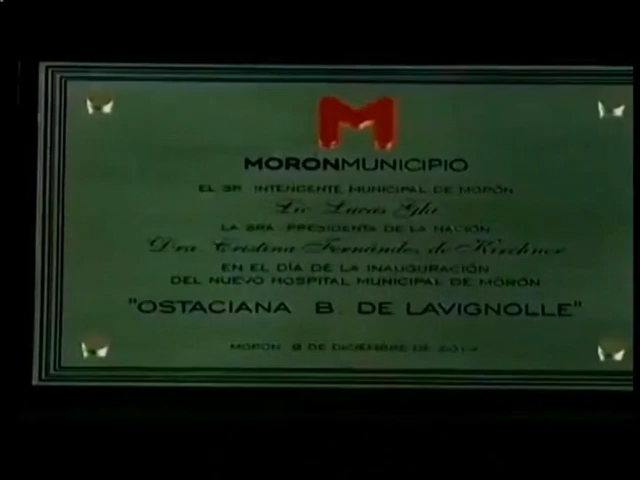 M
MORONMUNICIPIO
EL SR. INTENDENTE MUNICIPAL DE MORÓN
Lic. Lucas Ghi
LA SRA. PRESIDENTA DE LA NACIÓN
Dra. Cristina Fernández de Kirchner
EN EL DÍA DE LA INAUGURACIÓN
DEL NUEVO HOSPITAL MUNICIPAL DE MORÓN
"OSTACIANA B. DE LAVIGNOLLE"
MORÓN 9 DE DICIEMBRE DE 2014